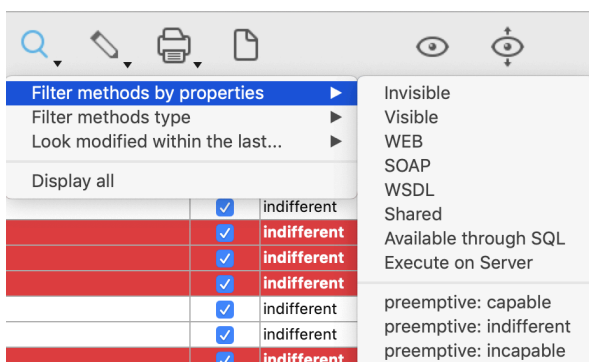 Filter methods by properties
Filter methods type
Look modified within the last...
Display all
Invisible
Visible
WEB
SOAP
WSDL
Shared
Available through SQL
Execute on Server
preemptive: capable
preemptive: indifferent
preemptive: incapable
indifferent
indifferent
indifferent
indifferent
indifferent
indifferent
indifferent